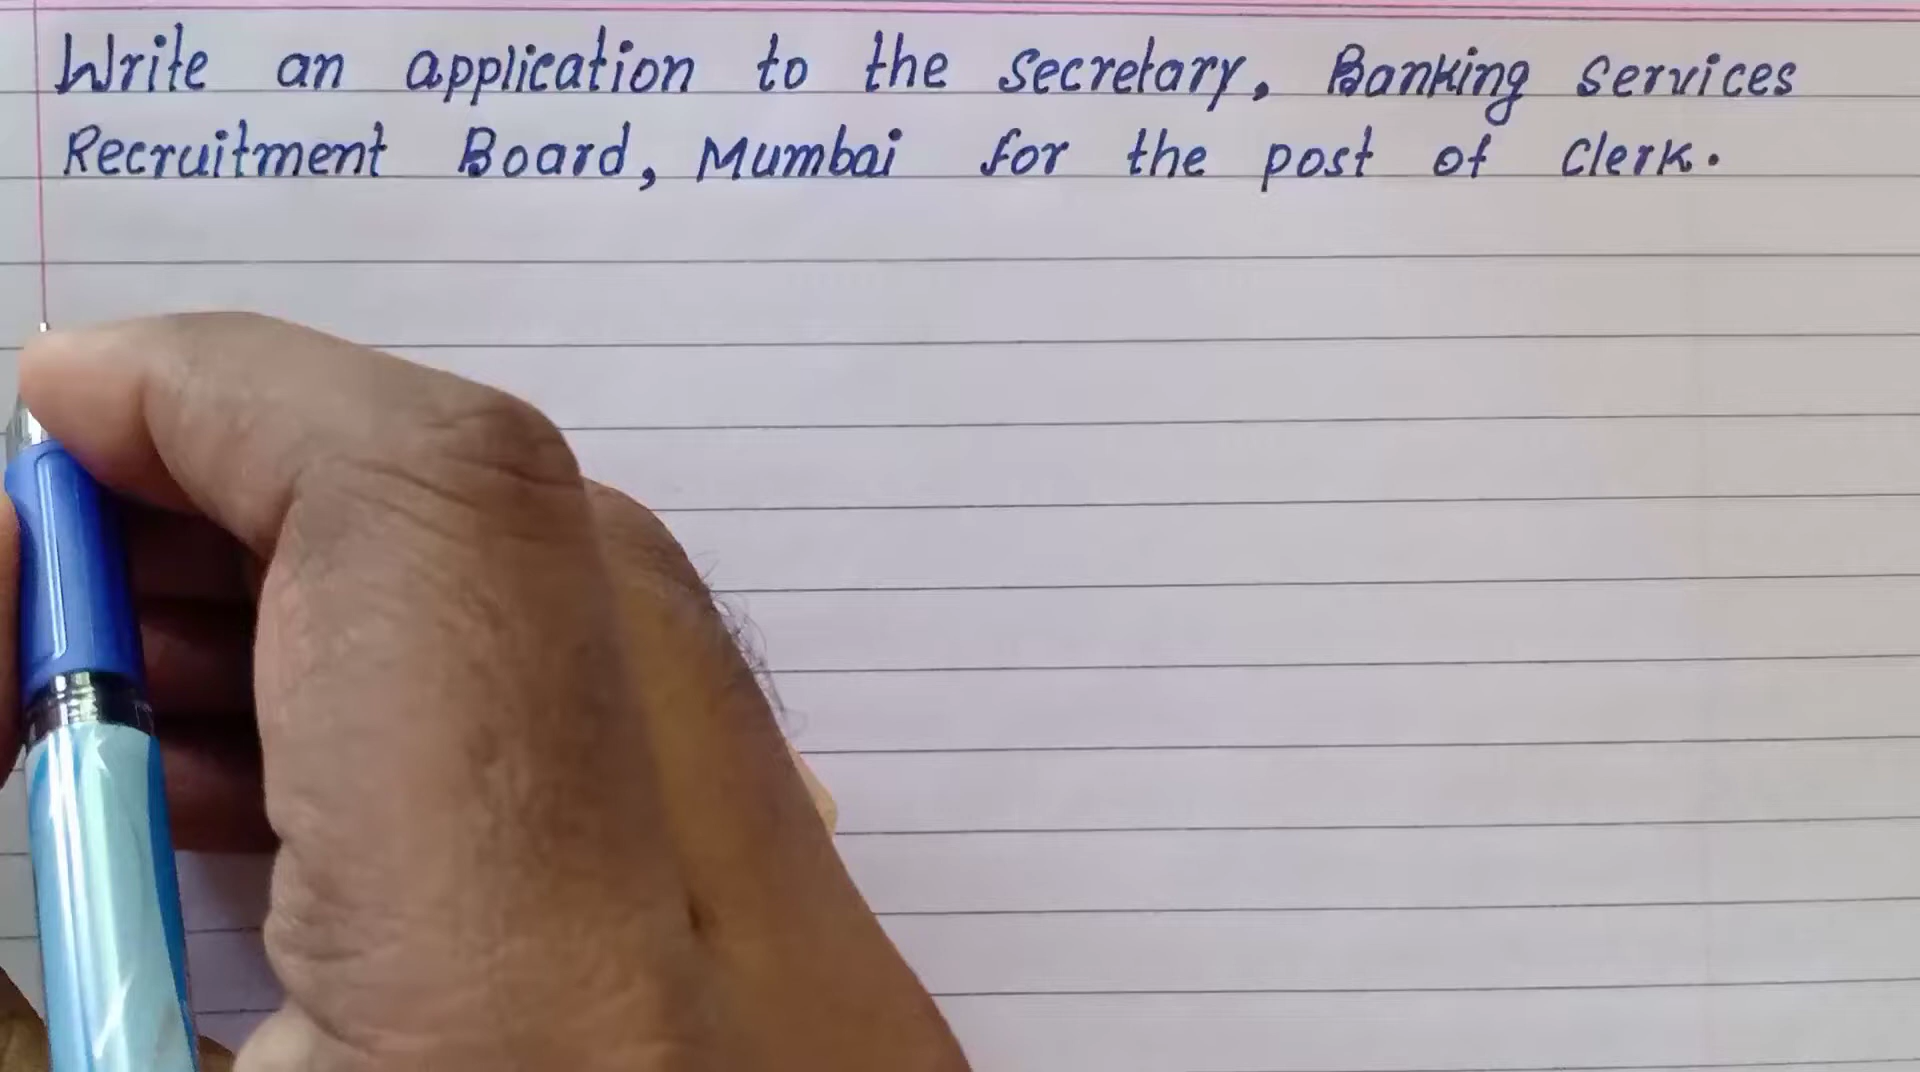 Write an application to the secretary, Banking services
Recruitment Board, Mumbai for the post of clerk.